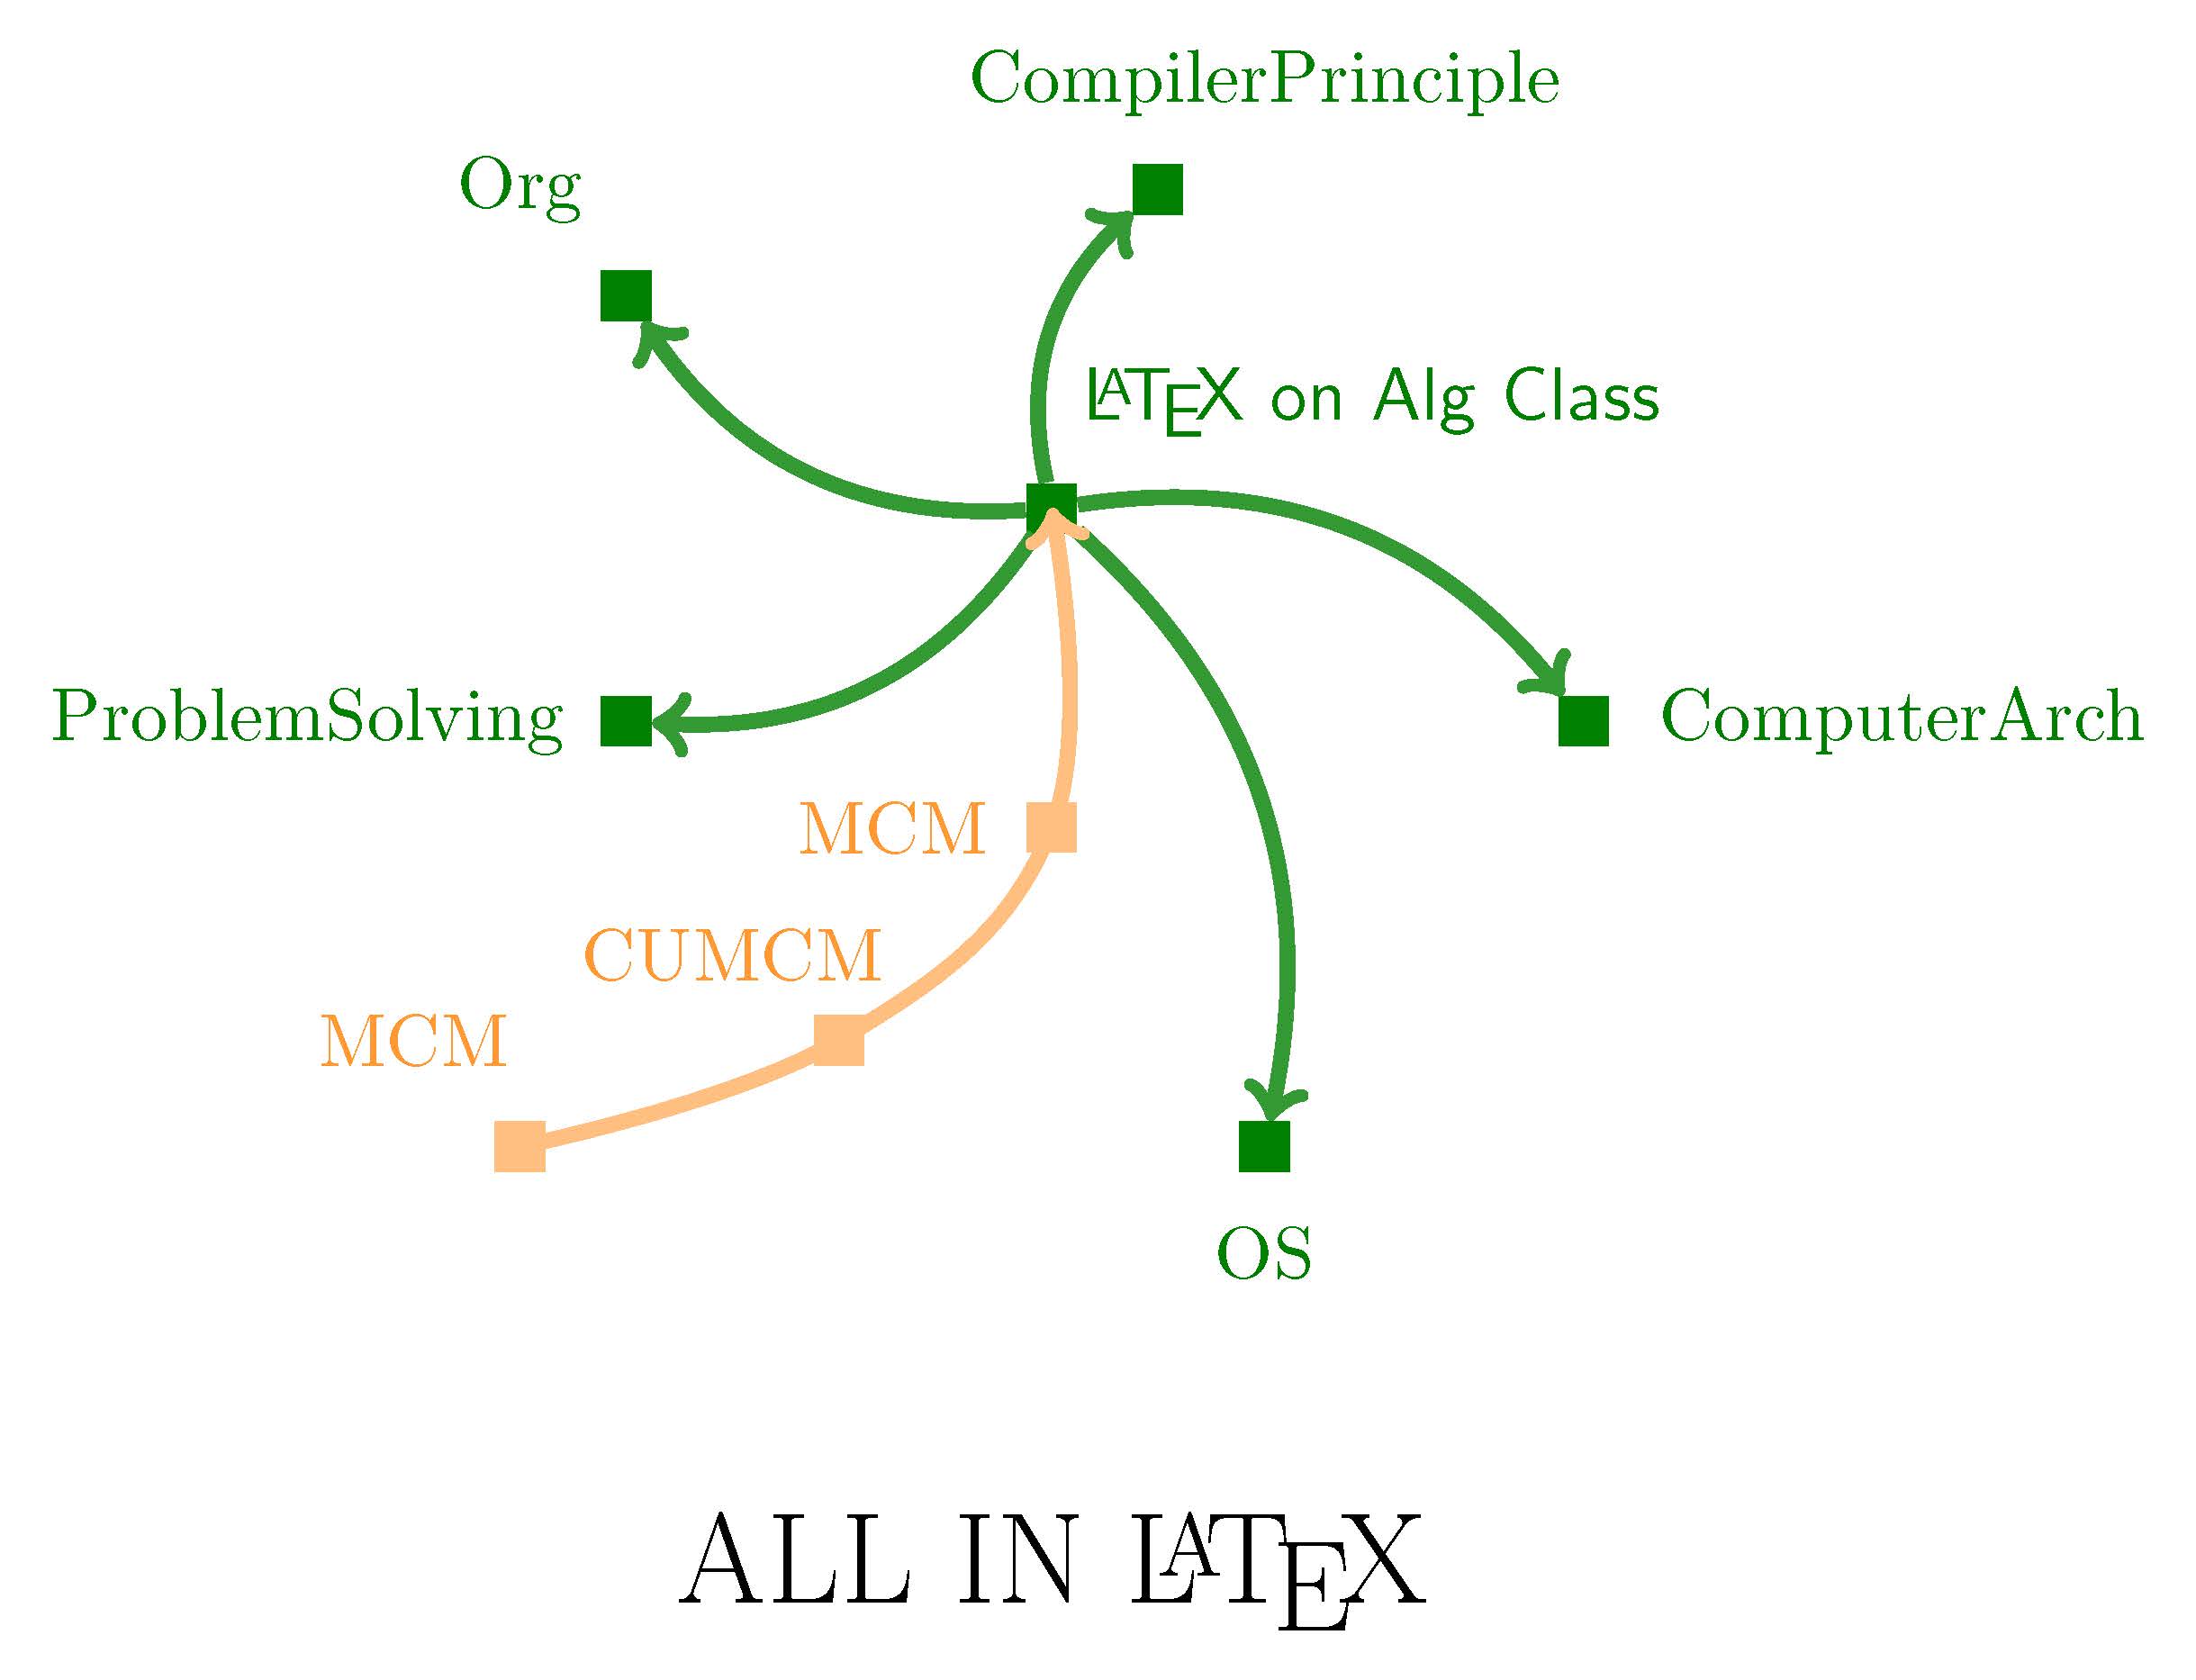 CompilerPrinciple
Org
LATEX on Alg Class
ProblemSolving
ComputerArch
MCM
CUMCM
MCM
OS
ALL IN LATEX